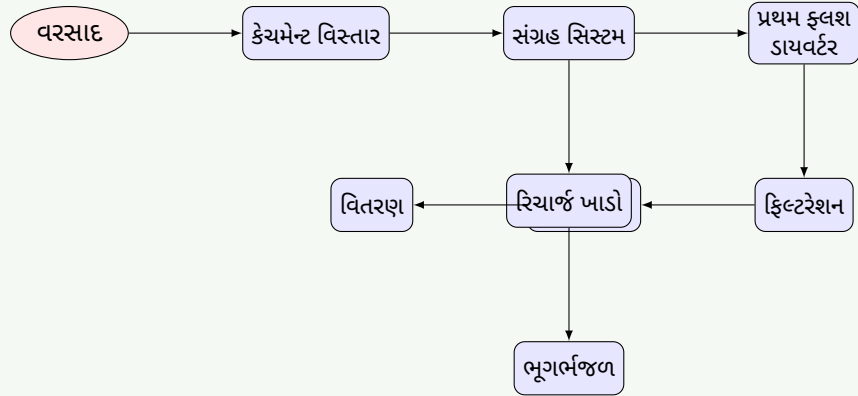 વરસાદ
કેચમેન્ટ વિસ્તાર
સંગ્રહ સિસ્ટમ
પ્રથમ ફ્લશ
ડાયવર્ટર
વિતરણ
રિચાર્જ ખાડો
ફિલ્ટરેશન
ભૂગર્ભજળ